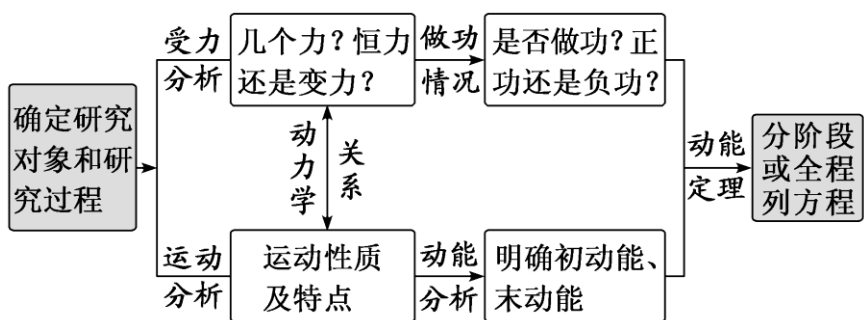 确定研究
对象和研
究过程
受力
分析
几个力？恒力
还是变力？
做功
情况
是否做功？正
功还是负功？
动力学
关系
运动
分析
运动性质
及特点
动能
分析
明确初动能、
末动能
动能
定理
分阶段
或全程
列方程